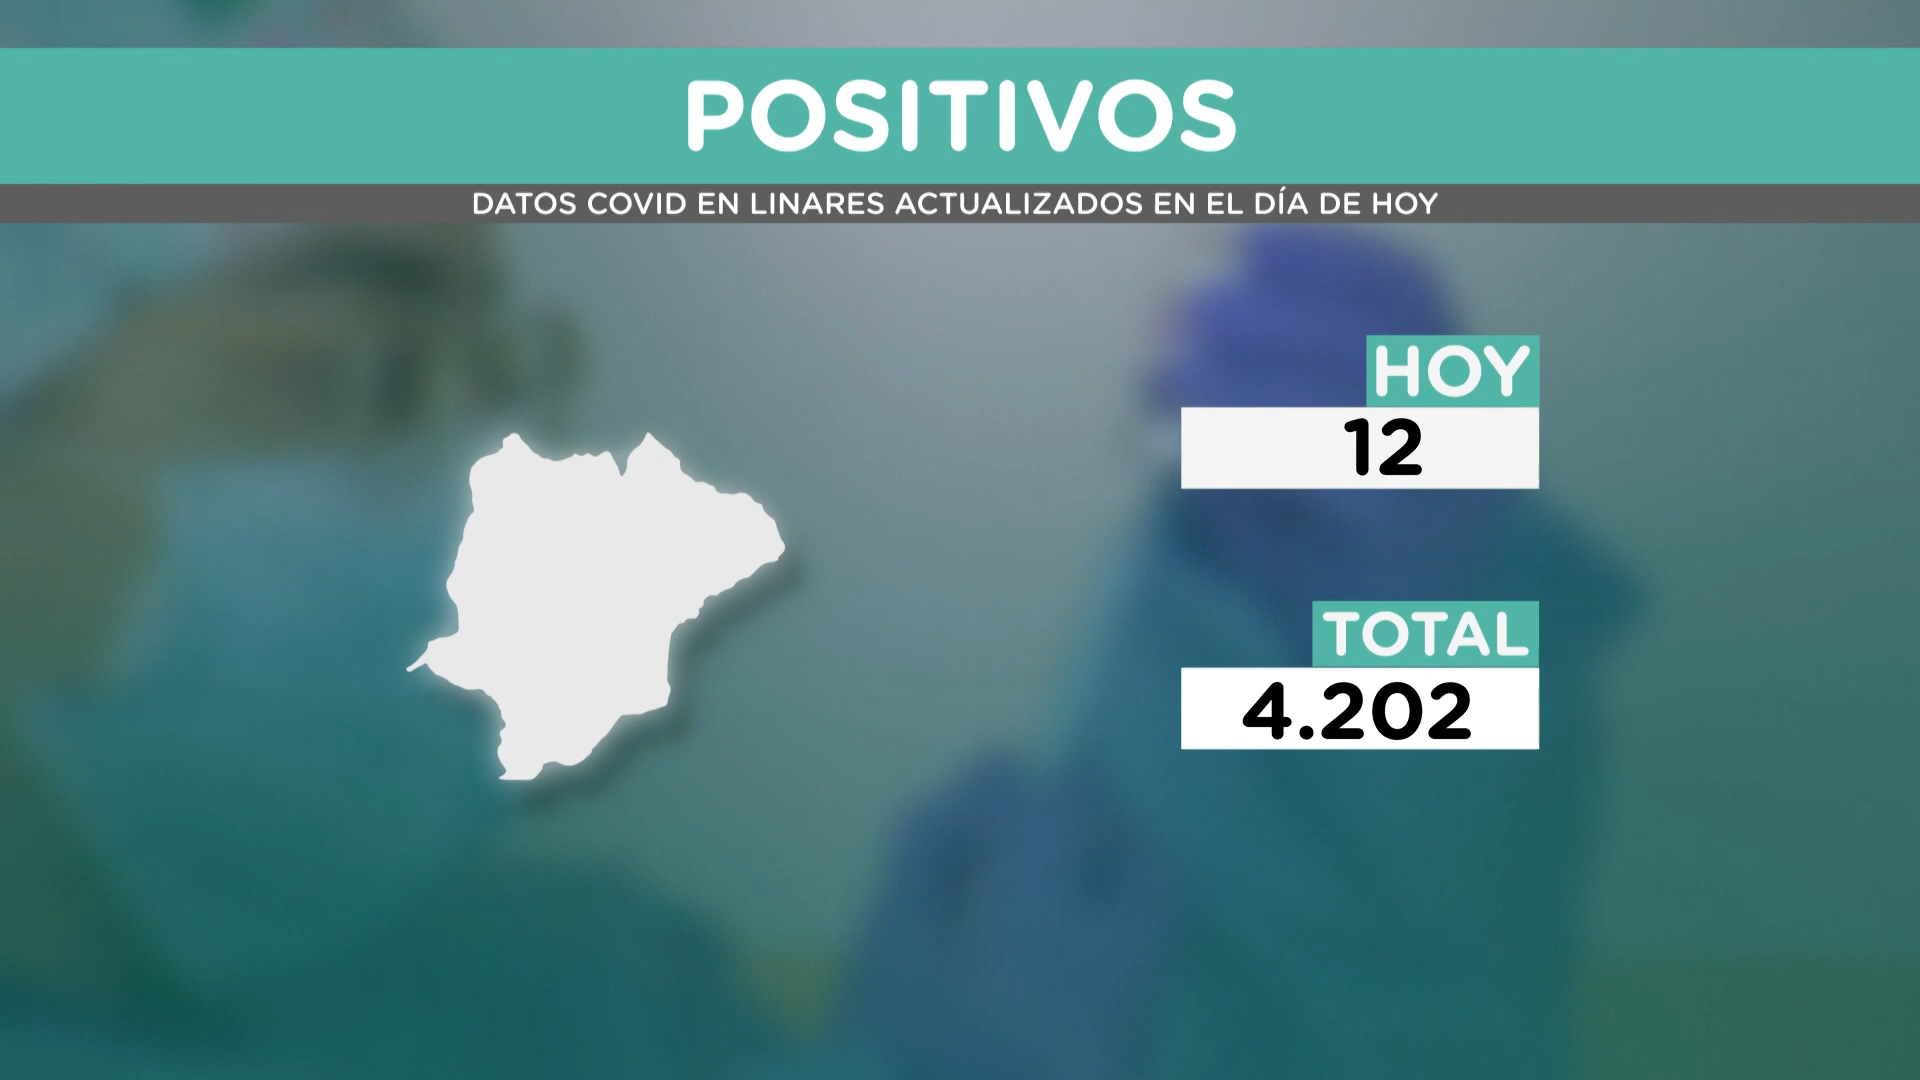 POSITIVOS
DATOS COVID EN LINARES ACTUALIZADOS EN EL DÍA DE HOY
HOY
12
TOTAL
4.202